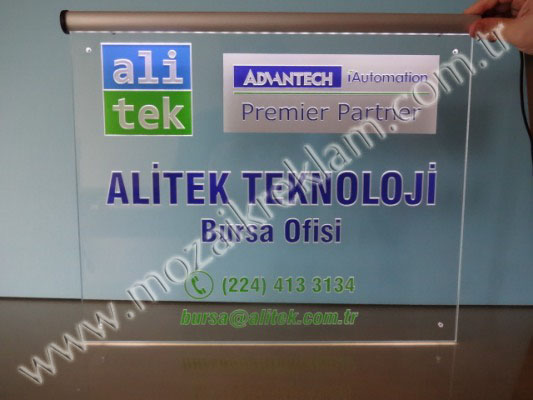 ali
tek
ADVANTECH iAutomation
Premier Partner
ALİTEK TEKNOLOJİ
Bursa Ofisi
(224) 413 3134
bursa@alitek.com.tr
www.mozaikreklam.com.tr